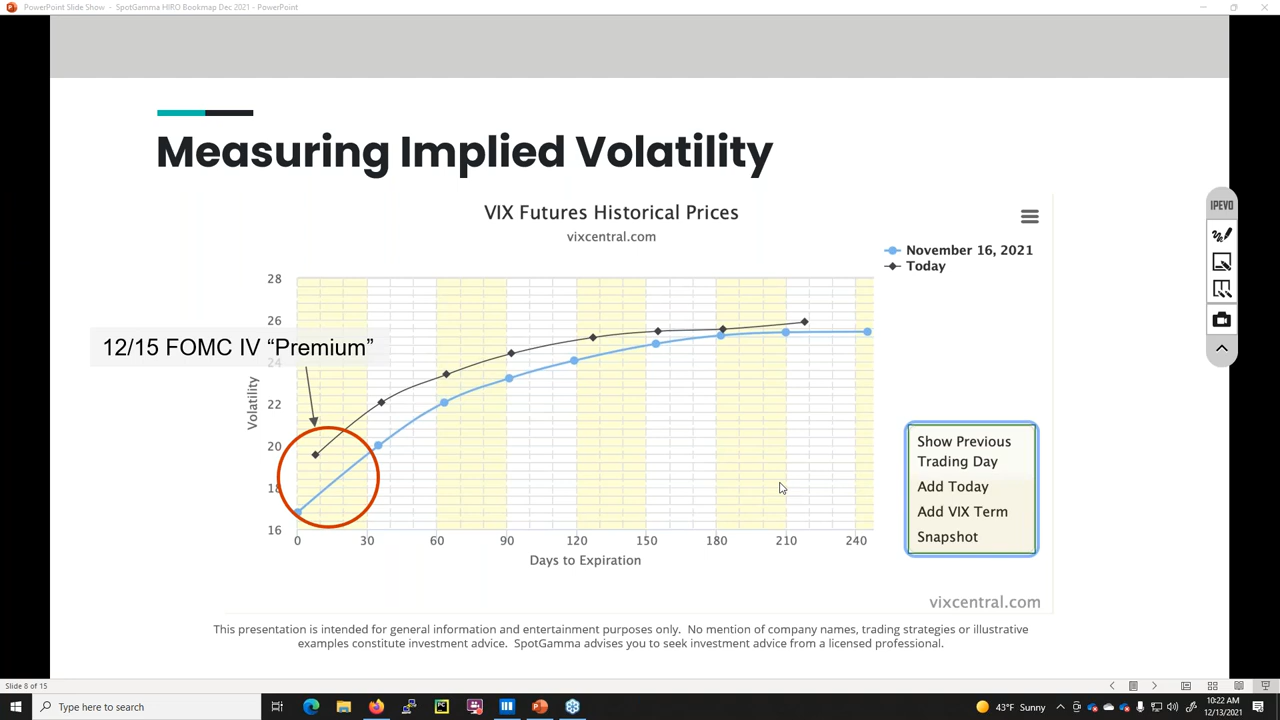 PowerPoint Slide Show - SpotGamma HIRO Bookmap Dec 2021 - PowerPoint
Measuring Implied Volatility
VIX Futures Historical Prices
vixcentral.com
IPEVO
November 16, 2021
Today
28
26
24
22
20
18
16
12/15 FOMC IV “Premium”
Volatility
0 30 60 90 120 150 180 210 240
Days to Expiration
Show Previous
Trading Day
Add Today
Add VIX Term
Snapshot
vixcentral.com
This presentation is intended for general information and entertainment purposes only. No mention of company names, trading strategies or illustrative
examples constitute investment advice. SpotGamma advises you to seek investment advice from a licensed professional.
Slide 8 of 15
Type here to search
PC
43°F Sunny
10:22 AM
12/13/2021